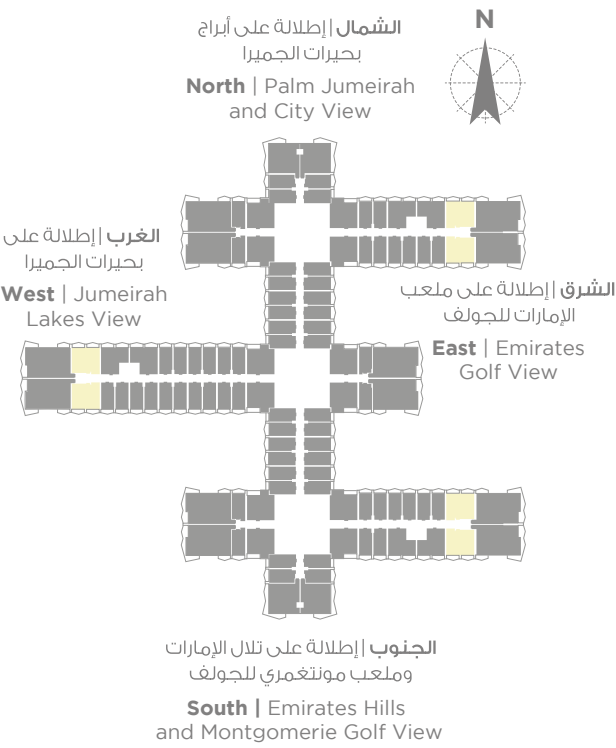 N
الشمال | إطلالة على أبراج
بحيرات الجميرا
North | Palm Jumeirah
and City View
الغرب | إطلالة على
بحيرات الجميرا
West | Jumeirah
Lakes View
الشرق | إطلالة على ملعب
الإمارات للجولف
East | Emirates
Golf View
الجنوب | إطلالة على تلال الإمارات
وملعب مونتغمري للجولف
South | Emirates Hills
and Montgomerie Golf View